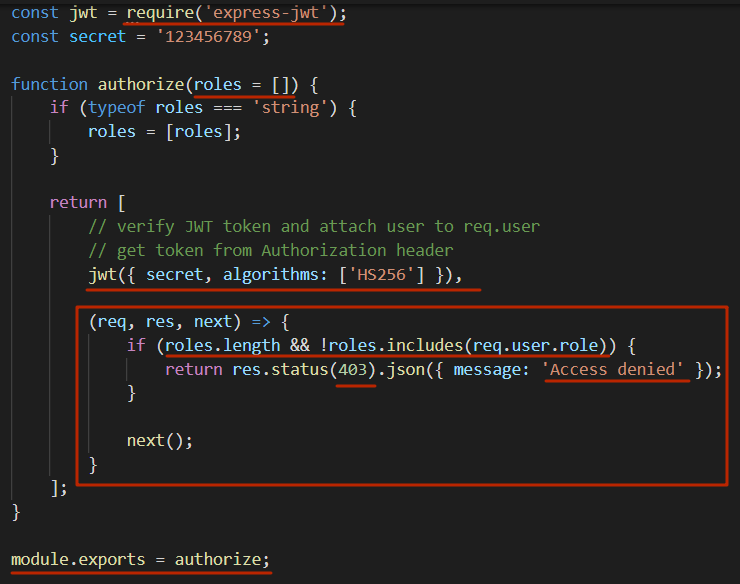 const jwt = require('express-jwt');
const secret = '123456789';
function authorize(roles = []) {
    if (typeof roles === 'string') {
        roles = [roles];
    }
    return [
        // verify JWT token and attach user to req.user
        // get token from Authorization header
        jwt({ secret, algorithms: ['HS256'] }),
        (req, res, next) => {
            if (roles.length && !roles.includes(req.user.role)) {
                return res.status(403).json({ message: 'Access denied' });
            }
            next();
        }
    ];
}
module.exports = authorize;